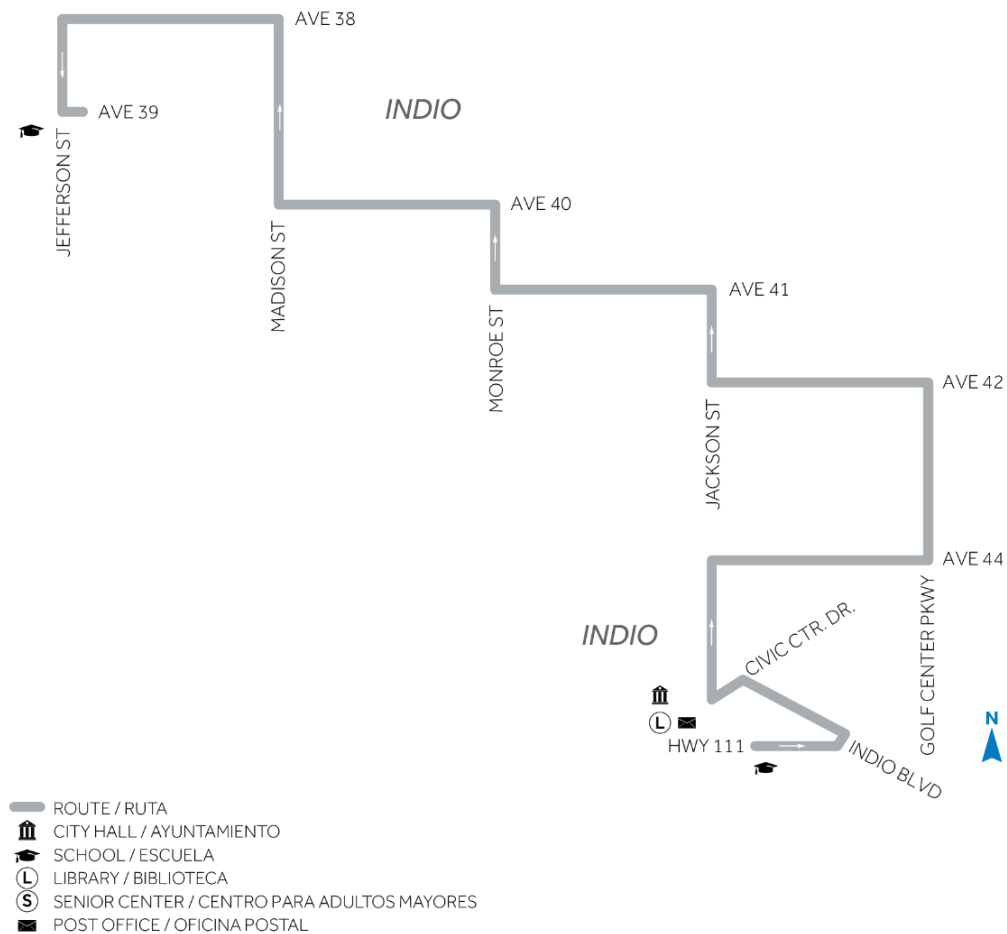 AVE 38
INDIO
AVE 39
JEFFERSON ST
AVE 40
MADISON ST
AVE 41
MONROE ST
AVE 42
JACKSON ST
AVE 44
GOLF CENTER PKWY
CIVIC CTR. DR.
INDIO
L
HWY 111
INDIO BLVD
N
ROUTE / RUTA
CITY HALL / AYUNTAMIENTO
SCHOOL / ESCUELA
L LIBRARY / BIBLIOTECA
S SENIOR CENTER / CENTRO PARA ADULTOS MAYORES
POST OFFICE / OFICINA POSTAL